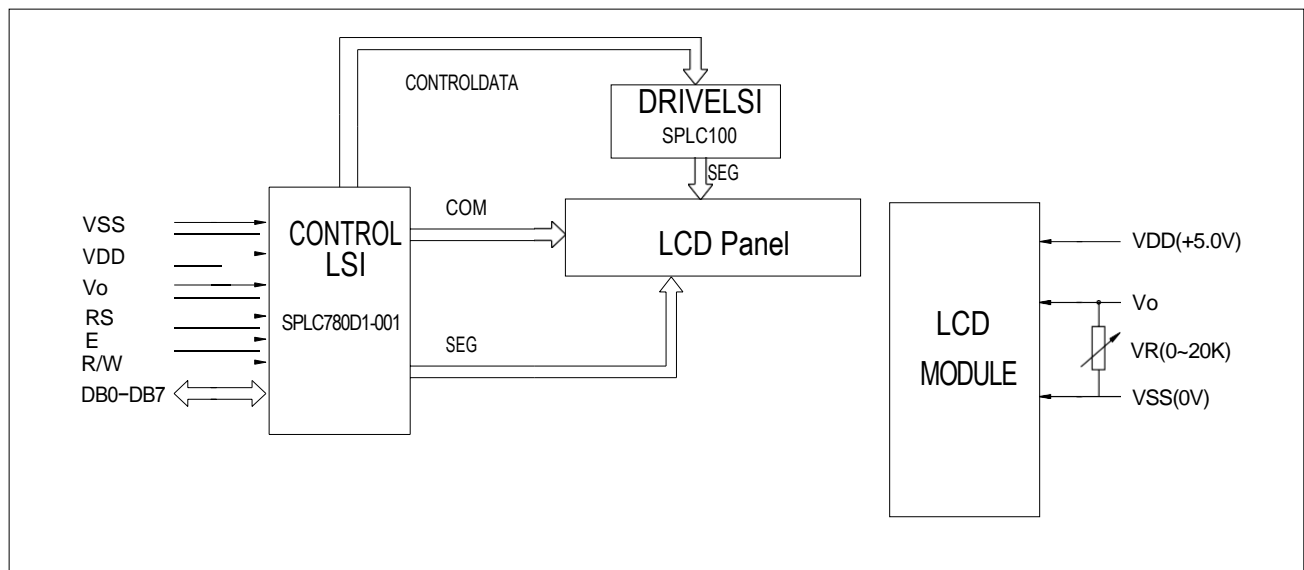 CONTROLDATA
DRIVELSI
SPLC100
SEG
VSS
VDD
Vo
RS
E
R/W
DB0-DB7
CONTROL
LSI
SPLC780D1-001
COM
SEG
LCD Panel
LCD
MODULE
VDD(+5.0V)
Vo
VR(0~20K)
VSS(0V)